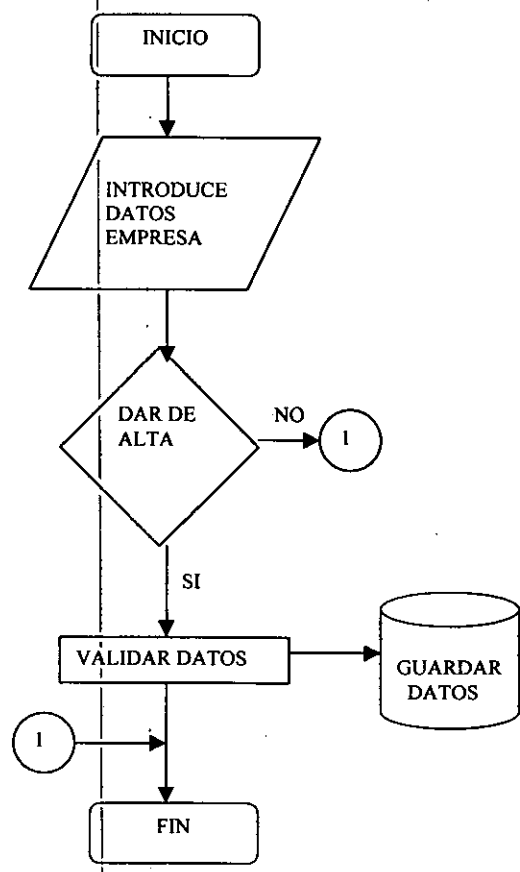 INICIO
INTRODUCE
DATOS
EMPRESA
DAR DE
ALTA
NO
1
SI
VALIDAR DATOS
GUARDAR
DATOS
1
FIN